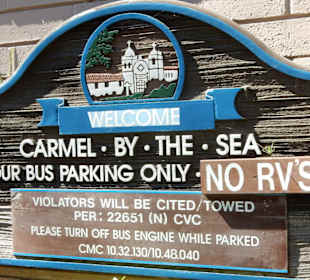 WELCOME
CARMEL · BY · THE · SEA
OUR BUS PARKING ONLY · NO RV'S
VIOLATORS WILL BE CITED/TOWED
PER: 22651 (N) CVC
PLEASE TURN OFF BUS ENGINE WHILE PARKED
CMC 10.32.130/10.48.040